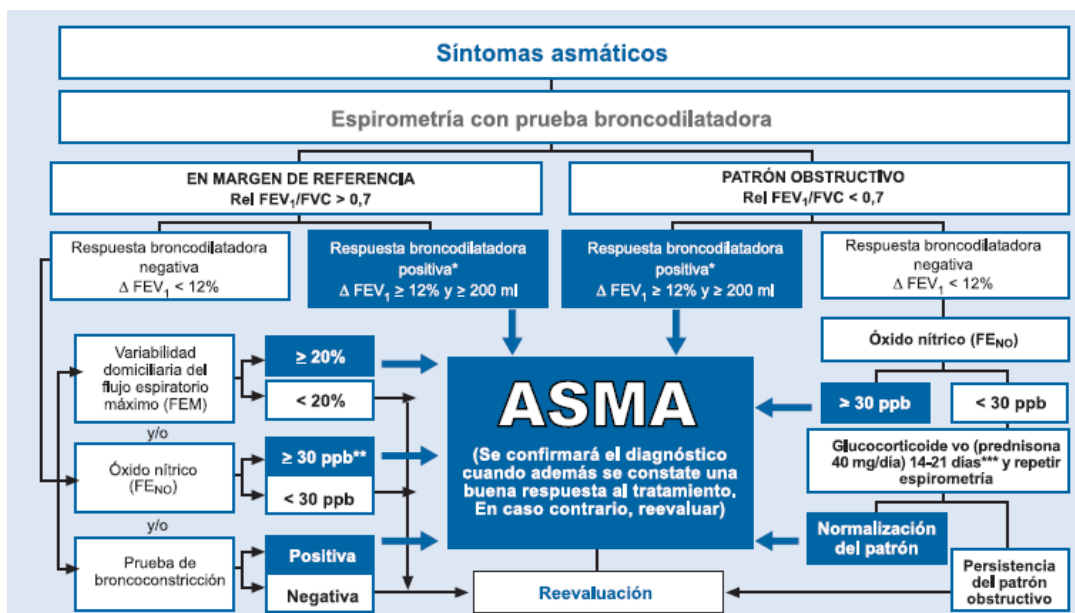 Síntomas asmáticos
Espirometría con prueba broncodilatadora
EN MARGEN DE REFERENCIA
Rel FEV₁/FVC > 0,7
PATRÓN OBSTRUCTIVO
Rel FEV₁/FVC < 0,7
Respuesta broncodilatadora
negativa
Δ FEV₁ < 12%
Respuesta broncodilatadora
positiva*
Δ FEV₁ ≥ 12% y ≥ 200 ml
Respuesta broncodilatadora
positiva*
Δ FEV₁ ≥ 12% y ≥ 200 ml
Respuesta broncodilatadora
negativa
Δ FEV₁ < 12%
Variabilidad
domiciliaria del
flujo espiratorio
máximo (FEM)
≥ 20%
< 20%
y/o
Óxido nítrico
(FE_NO)
≥ 30 ppb**
< 30 ppb
y/o
Prueba de
broncoconstricción
Positiva
Negativa
ASMA
(Se confirmará el diagnóstico
cuando además se constate una
buena respuesta al tratamiento.
En caso contrario, reevaluar)
Reevaluación
Óxido nítrico (FE_NO)
≥ 30 ppb
< 30 ppb
Glucocorticoide vo (prednisona
40 mg/día) 14-21 días*** y repetir
espirometría
Normalización
del patrón
Persistencia
del patrón
obstructivo